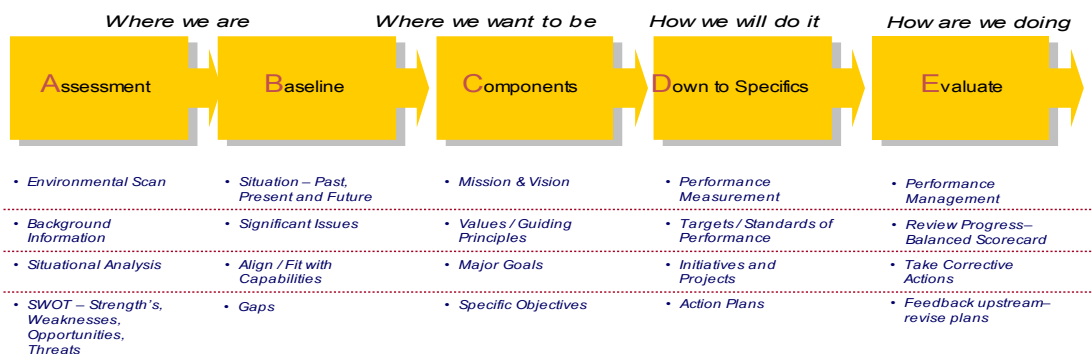 Where we are
Where we want to be
How we will do it
How are we doing
Assessment
Baseline
Components
Down to Specifics
Evaluate
• Environmental Scan
• Background
Information
• Situational Analysis
• SWOT – Strength's,
Weaknesses,
Opportunities,
Threats
• Situation – Past,
Present and Future
• Significant Issues
• Align / Fit with
Capabilities
• Gaps
• Mission & Vision
• Values / Guiding
Principles
• Major Goals
• Specific Objectives
• Performance
Measurement
• Targets / Standards of
Performance
• Initiatives and
Projects
• Action Plans
• Performance
Management
• Review Progress–
Balanced Scorecard
• Take Corrective
Actions
• Feedback upstream–
revise plans